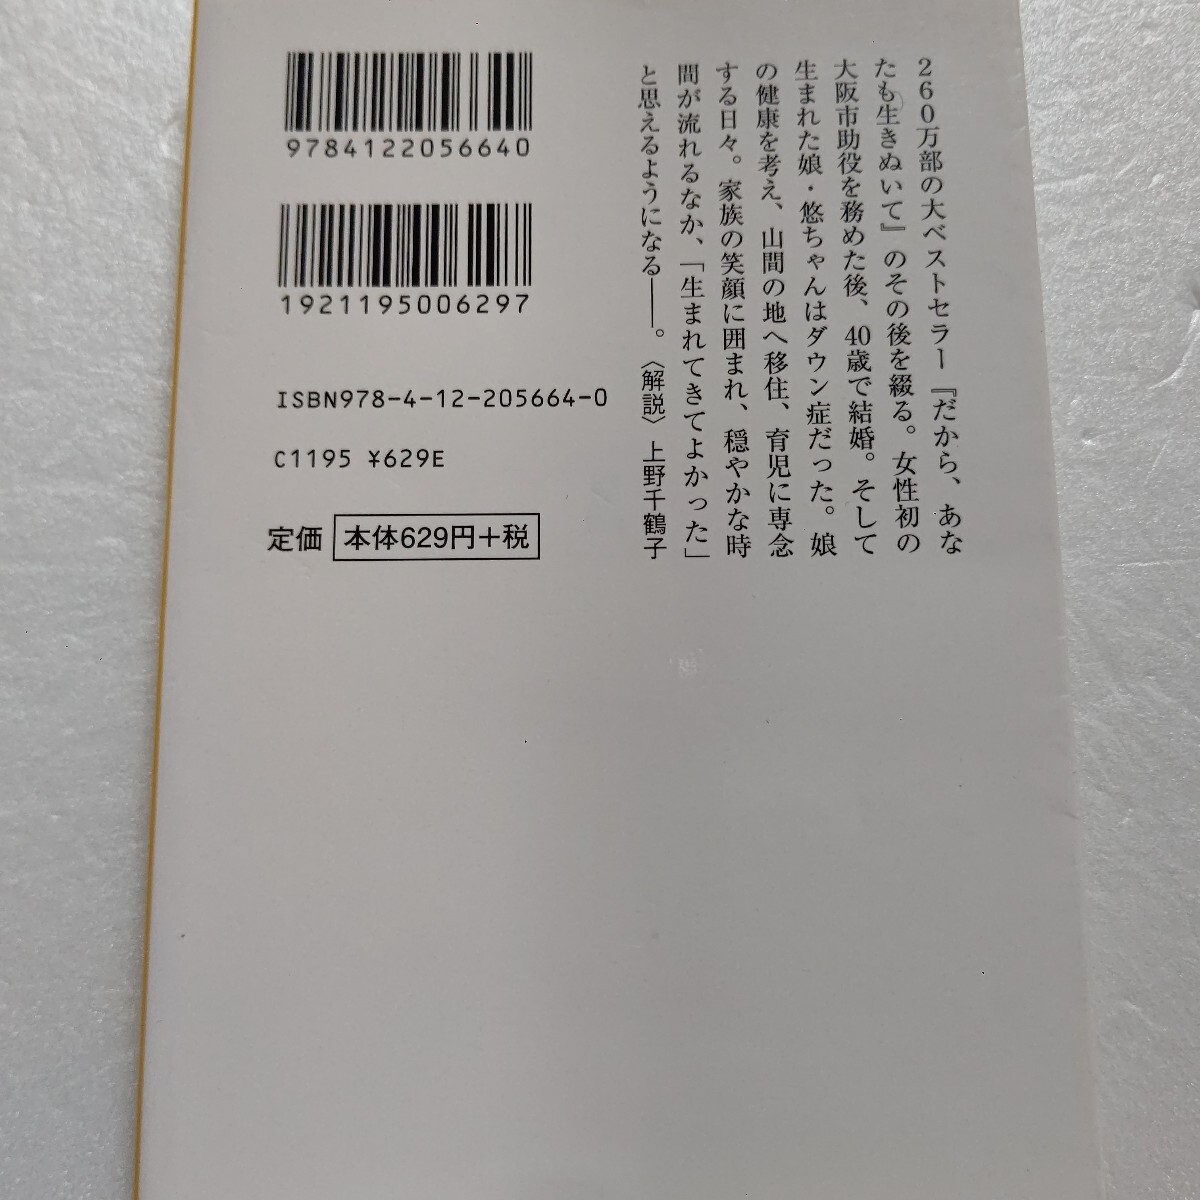 9784122056640
1921195006297
ISBN978-4-12-205664-0
C1195 ¥629E
定価 本体629円+税
260万部の大ベストセラー『だから、あな
たも生きぬいて』のその後を綴る。女性初の
大阪市助役を務めた後、40歳で結婚。そして
生まれた娘・悠ちゃんはダウン症だった。娘
の健康を考え、山間の地へ移住、育児に専念
する日々。家族の笑顔に囲まれ、穏やかな時
間が流れるなか、「生まれてきてよかった」
と思えるようになる――。〈解説〉上野千鶴子